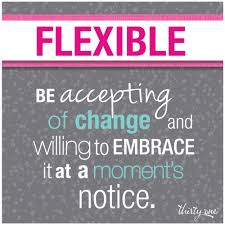 FLEXIBLE
BE accepting
of change and
willing to EMBRACE
it at a moment's
notice.
thirty-one